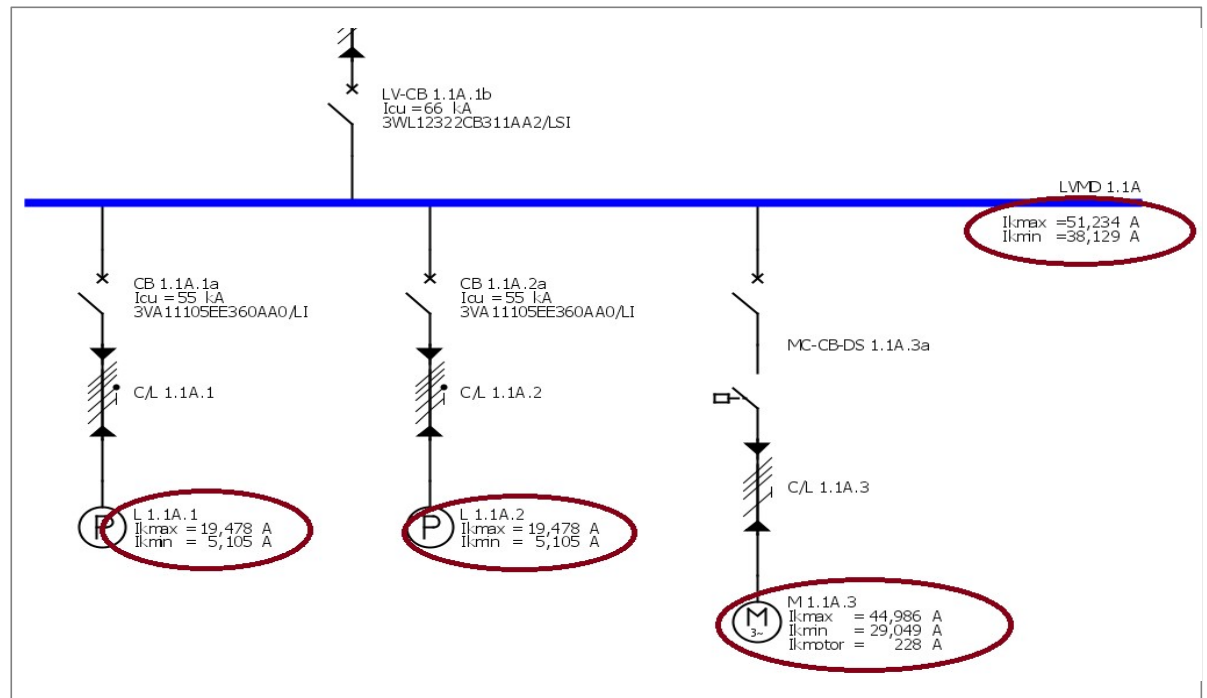 LV-CB 1.1A.1b
Icu = 66 kA
3WL12322CB311AA2/LSI
LVMD 1.1A
Ikmax =51,234 A
Ikmin =38,129 A
CB 1.1A.1a
Icu = 55 kA
3VA11105EE360AA0/LI
CB 1.1A.2a
Icu = 55 kA
3VA11105EE360AA0/LI
MC-CB-DS 1.1A.3a
C/L 1.1A.1
C/L 1.1A.2
C/L 1.1A.3
P
L 1.1A.1
Ikmax = 19,478 A
Ikmin = 5,105 A
P
L 1.1A.2
Ikmax = 19,478 A
Ikmin = 5,105 A
M
3~
M 1.1A.3
Ikmax = 44,986 A
Ikmin = 29,049 A
Ikmotor = 228 A